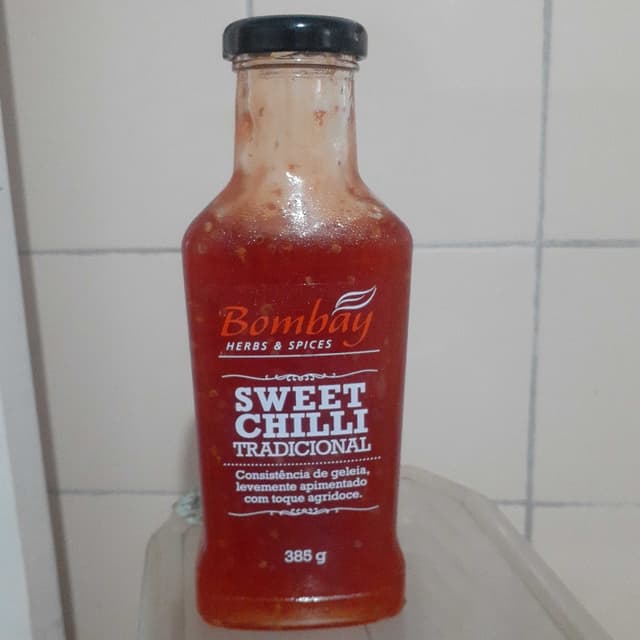 Bombay
HERBS & SPICES
SWEET
CHILLI
TRADICIONAL
Consistência de geleia,
levemente apimentado
com toque agridoce.
385 g